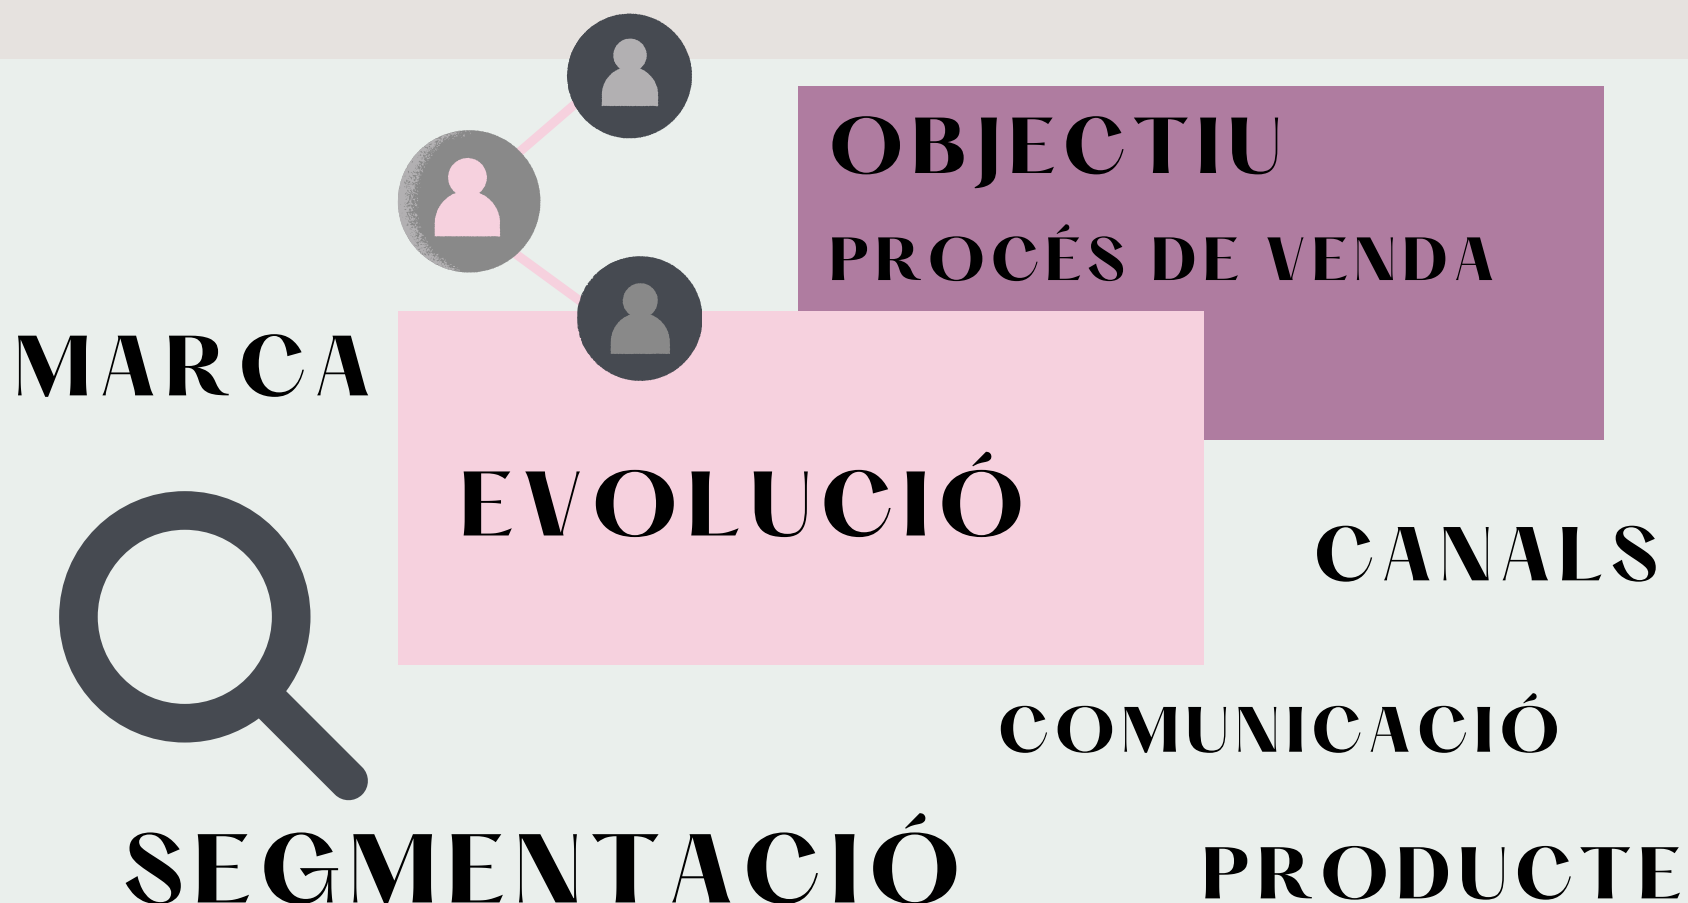 OBJECTIU
PROCÉS DE VENDA
MARCA
EVOLUCIÓ
CANALS
COMUNICACIÓ
SEGMENTACIÓ
PRODUCTE